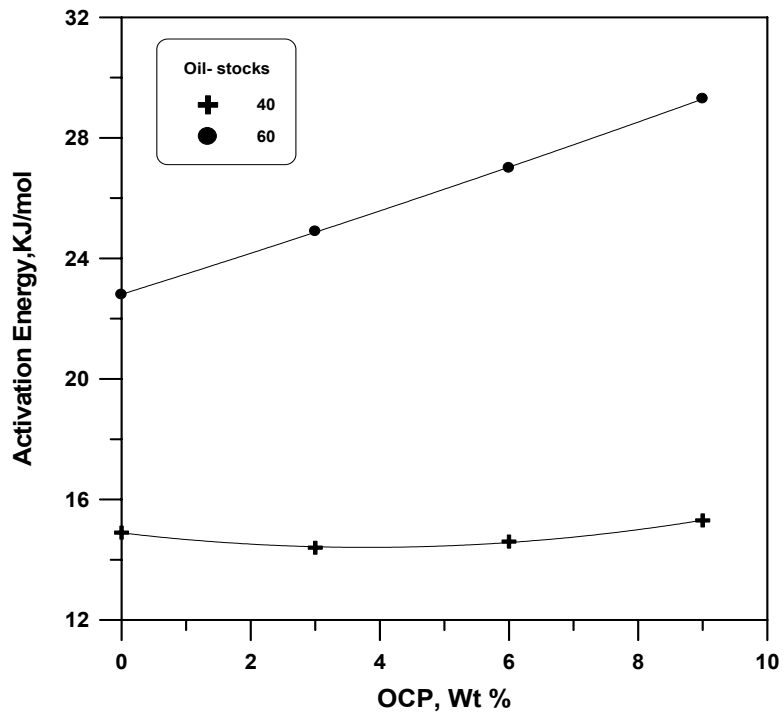 32
28
24
20
16
12
Activation Energy,KJ/mol
Oil- stocks
40
60
0 2 4 6 8 10
OCP, Wt %